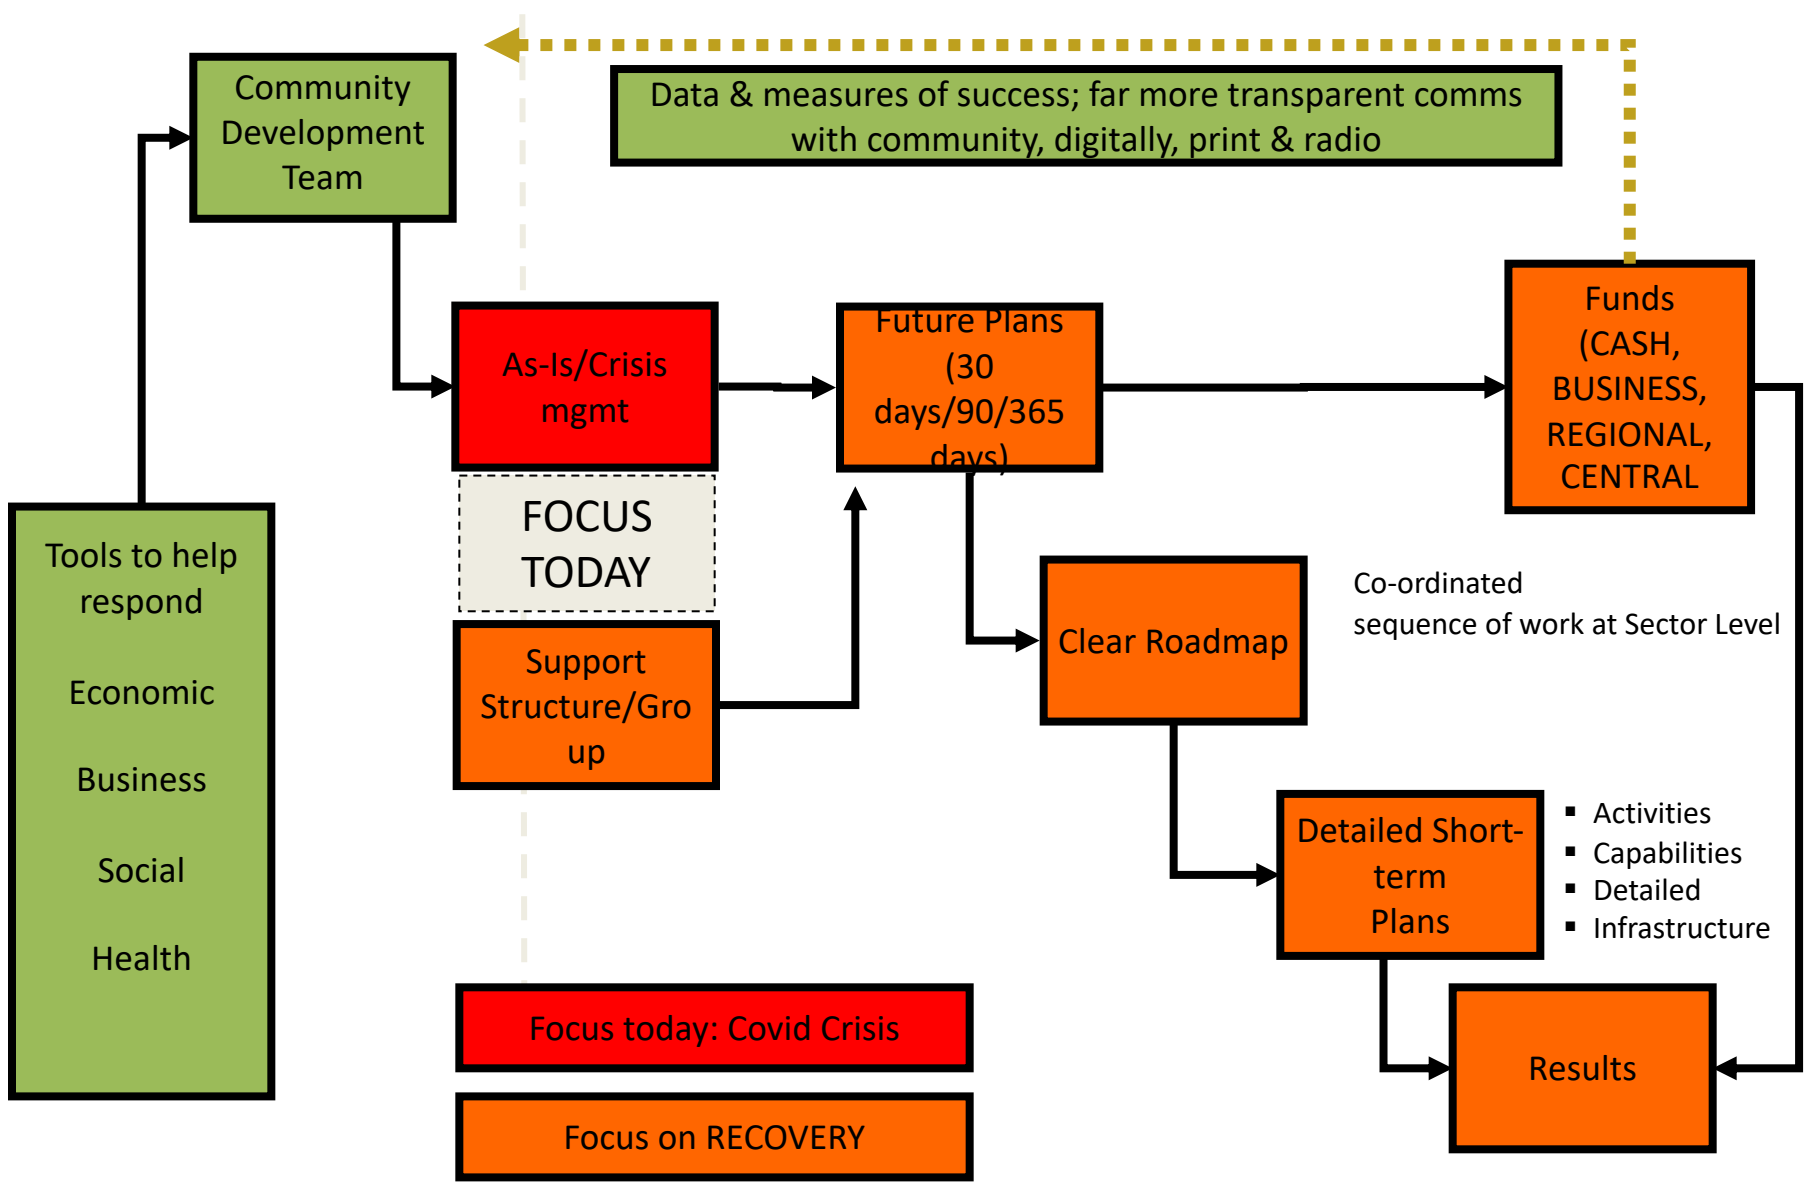 Community
Development
Team
Data & measures of success; far more transparent comms
with community, digitally, print & radio
As-Is/Crisis
mgmt
Future Plans
(30
days/90/365
days)
Funds
(CASH,
BUSINESS,
REGIONAL,
CENTRAL
FOCUS
TODAY
Tools to help
respond
Economic
Business
Social
Health
Support
Structure/Gro
up
Clear Roadmap
Co-ordinated
sequence of work at Sector Level
Detailed Short-
term
Plans
▪ Activities
▪ Capabilities
▪ Detailed
▪ Infrastructure
Focus today: Covid Crisis
Results
Focus on RECOVERY